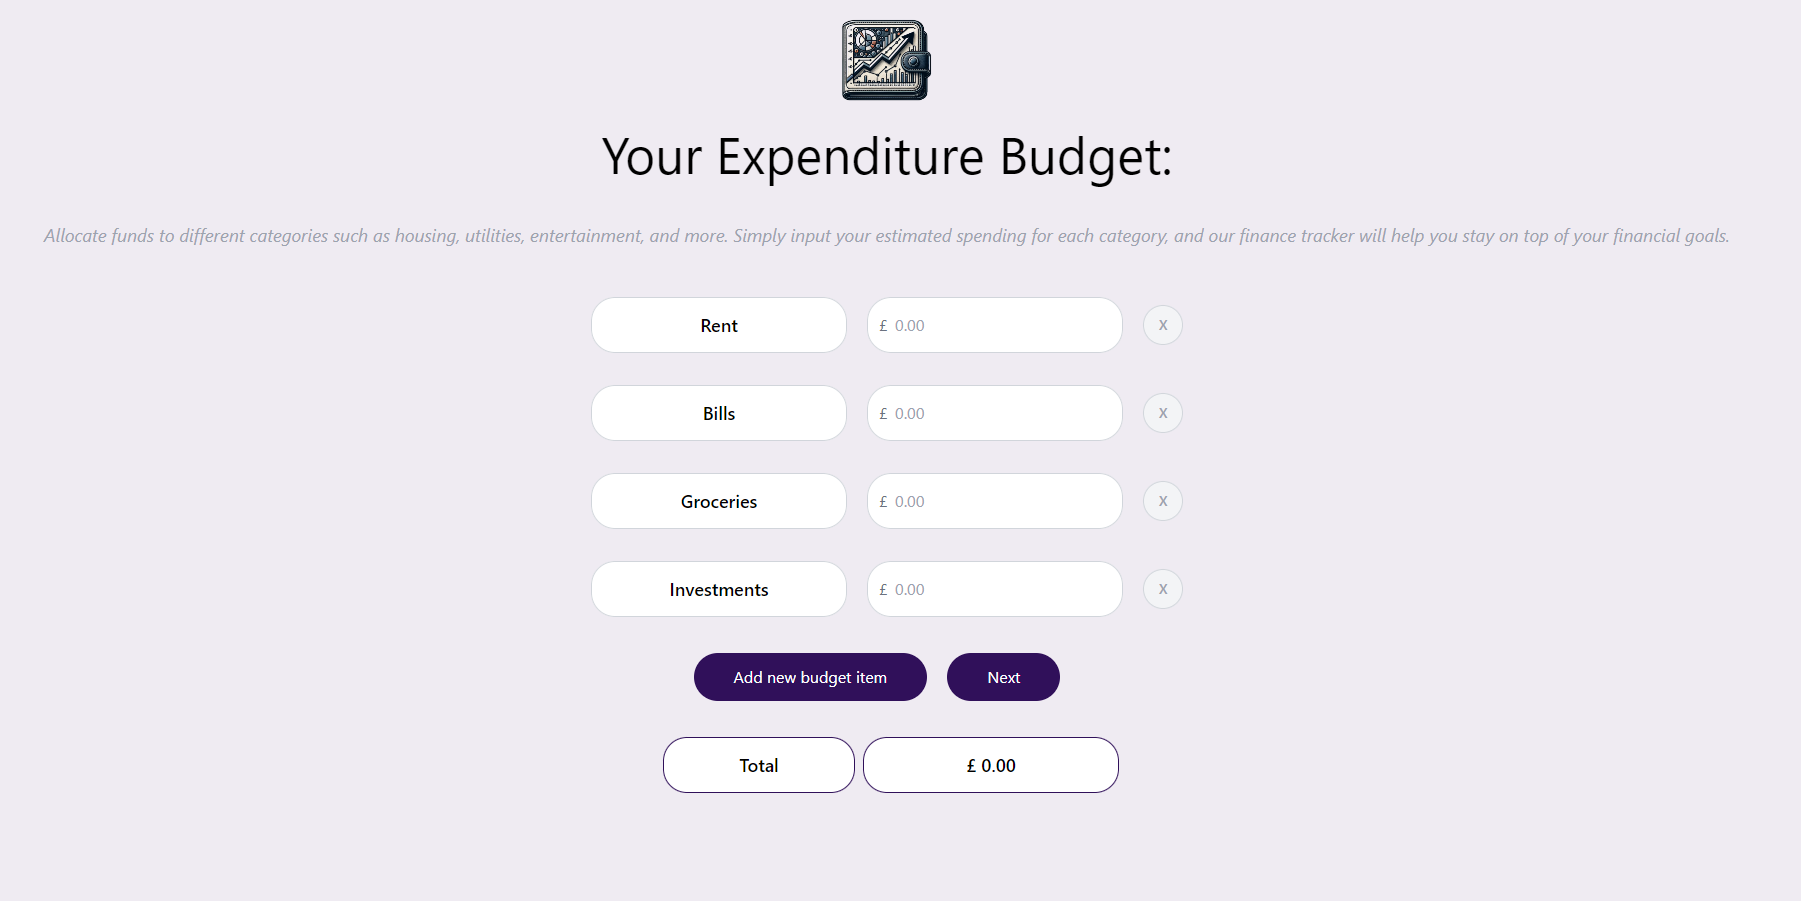 Your Expenditure Budget:
Allocate funds to different categories such as housing, utilities, entertainment, and more. Simply input your estimated spending for each category, and our finance tracker will help you stay on top of your financial goals.
Rent £ 0.00 X
Bills £ 0.00 X
Groceries £ 0.00 X
Investments £ 0.00 X
Add new budget item Next
Total £ 0.00